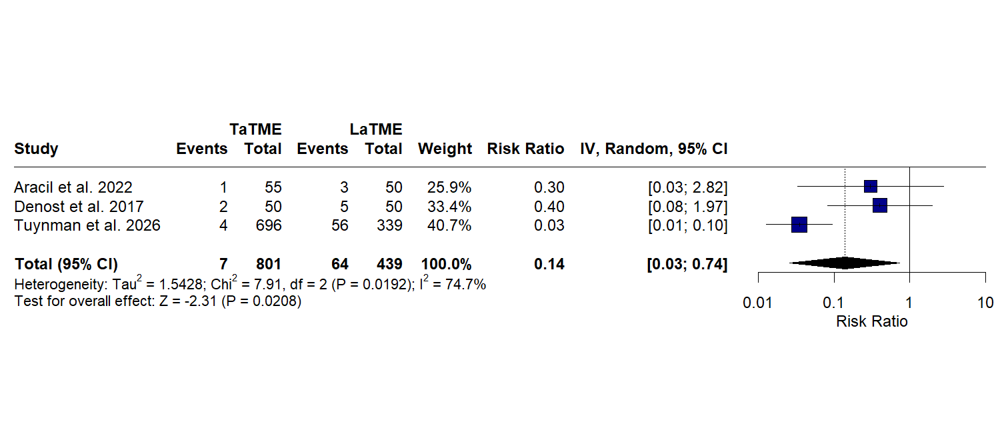 TaTME LaTME
Study Events Total Events Total Weight Risk Ratio IV, Random, 95% CI
Aracil et al. 2022 1 55 3 50 25.9% 0.30 [0.03; 2.82]
Denost et al. 2017 2 50 5 50 33.4% 0.40 [0.08; 1.97]
Tuynman et al. 2026 4 696 56 339 40.7% 0.03 [0.01; 0.10]
Total (95% CI) 7 801 64 439 100.0% 0.14 [0.03; 0.74]
Heterogeneity: Tau² = 1.5428; Chi² = 7.91, df = 2 (P = 0.0192); I² = 74.7%
Test for overall effect: Z = -2.31 (P = 0.0208)
0.01 0.1 1 10
Risk Ratio